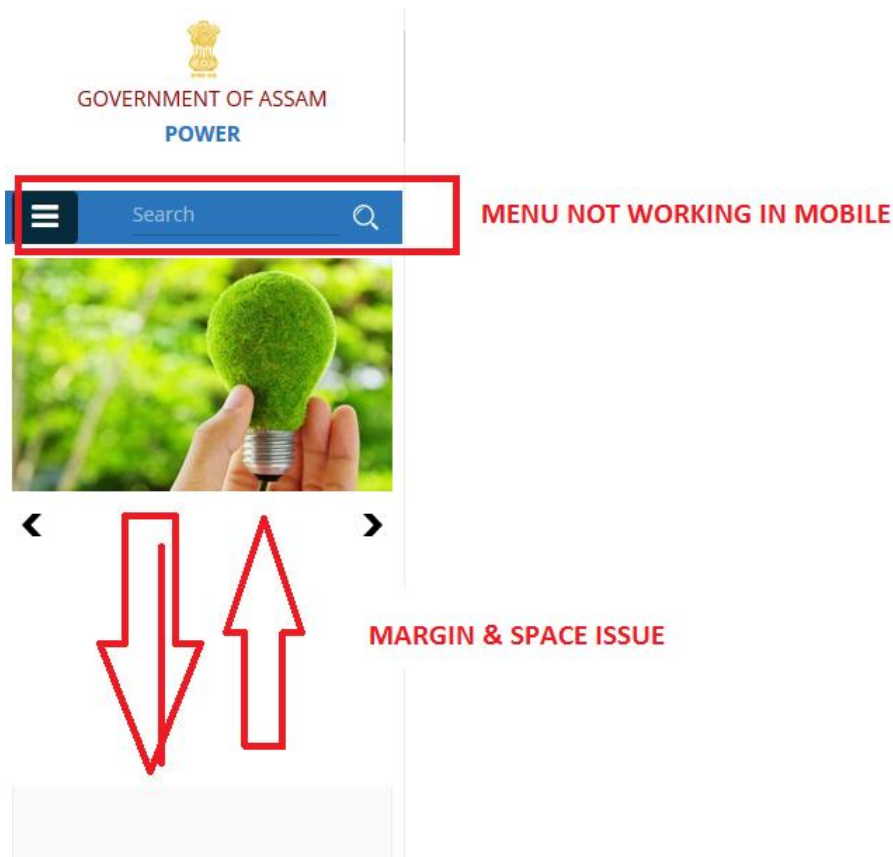 GOVERNMENT OF ASSAM
POWER
Search
MENU NOT WORKING IN MOBILE
MARGIN & SPACE ISSUE